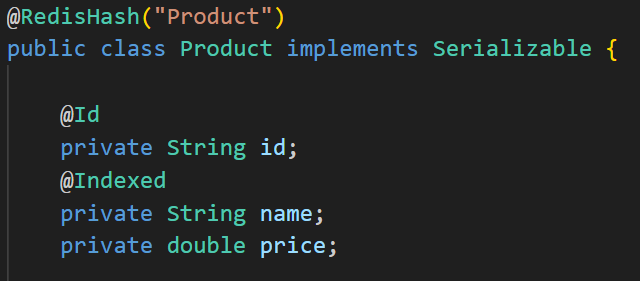 @RedisHash("Product")
public class Product implements Serializable {
@Id
private String id;
@Indexed
private String name;
private double price;